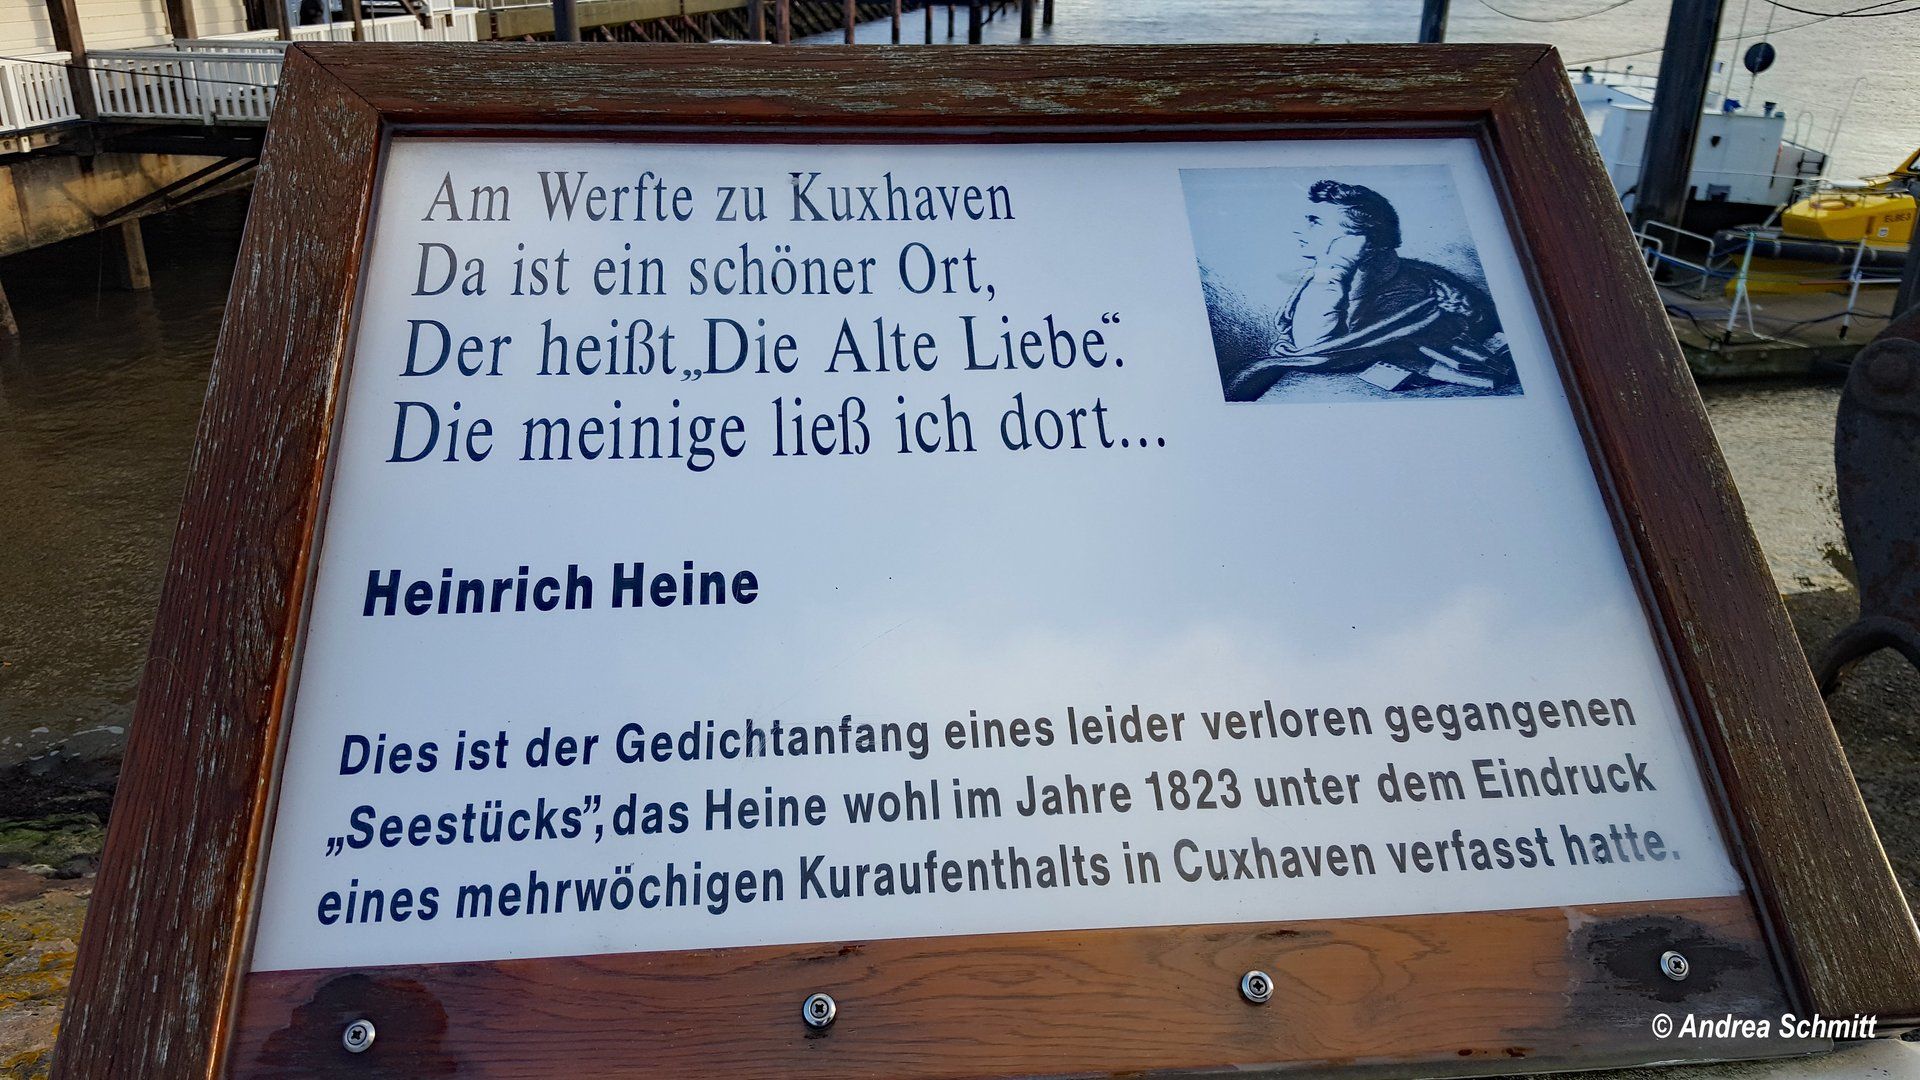 Am Werfte zu Kuxhaven
Da ist ein schöner Ort,
Der heißt „Die Alte Liebe“.
Die meinige ließ ich dort...
Heinrich Heine
Dies ist der Gedichtanfang eines leider verloren gegangenen
„Seestücks”, das Heine wohl im Jahre 1823 unter dem Eindruck
eines mehrwöchigen Kuraufenthalts in Cuxhaven verfasst hatte.
ELBE3
© Andrea Schmitt